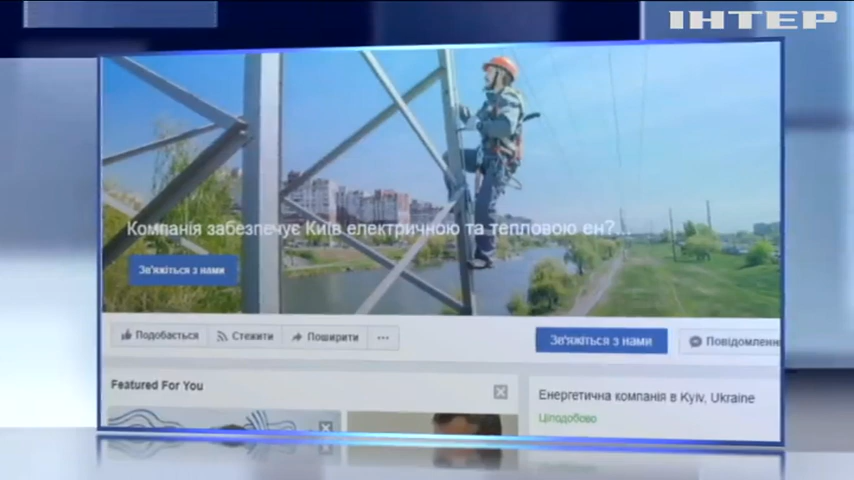 ІНТЕР
Компанія забезпечує Київ електричною та тепловою ен?...
Зв'яжіться з нами
Подобається
Стежити
Поширити
Зв'яжіться з нами
Повідомленн
Featured For You
Енергетична компанія в Kyiv, Ukraine
Цілодобово